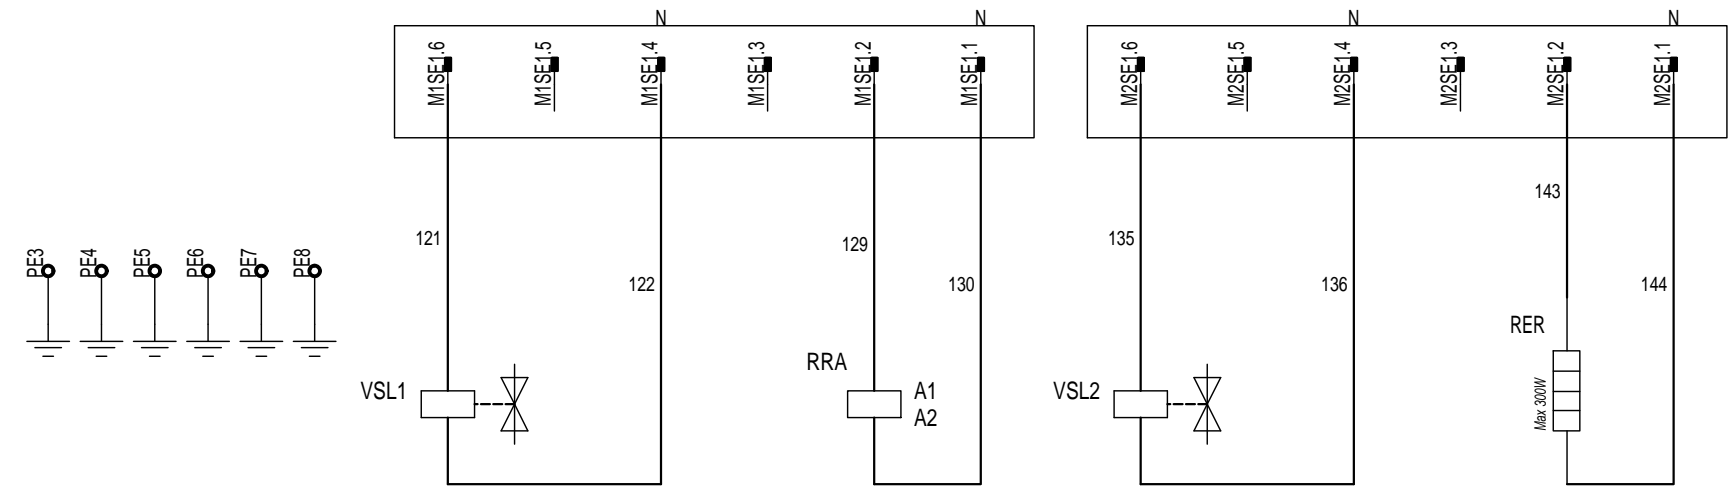 N N N N
M1SE1.6 M1SE1.5 M1SE1.4 M1SE1.3 M1SE1.2 M1SE1.1 M2SE1.6 M2SE1.5 M2SE1.4 M2SE1.3 M2SE1.2 M2SE1.1
143
121 129 135
PE3 PE4 PE5 PE6 PE7 PE8
122 130 136 144
RER
RRA
VSL1 A1 VSL2
A2
Max 300W